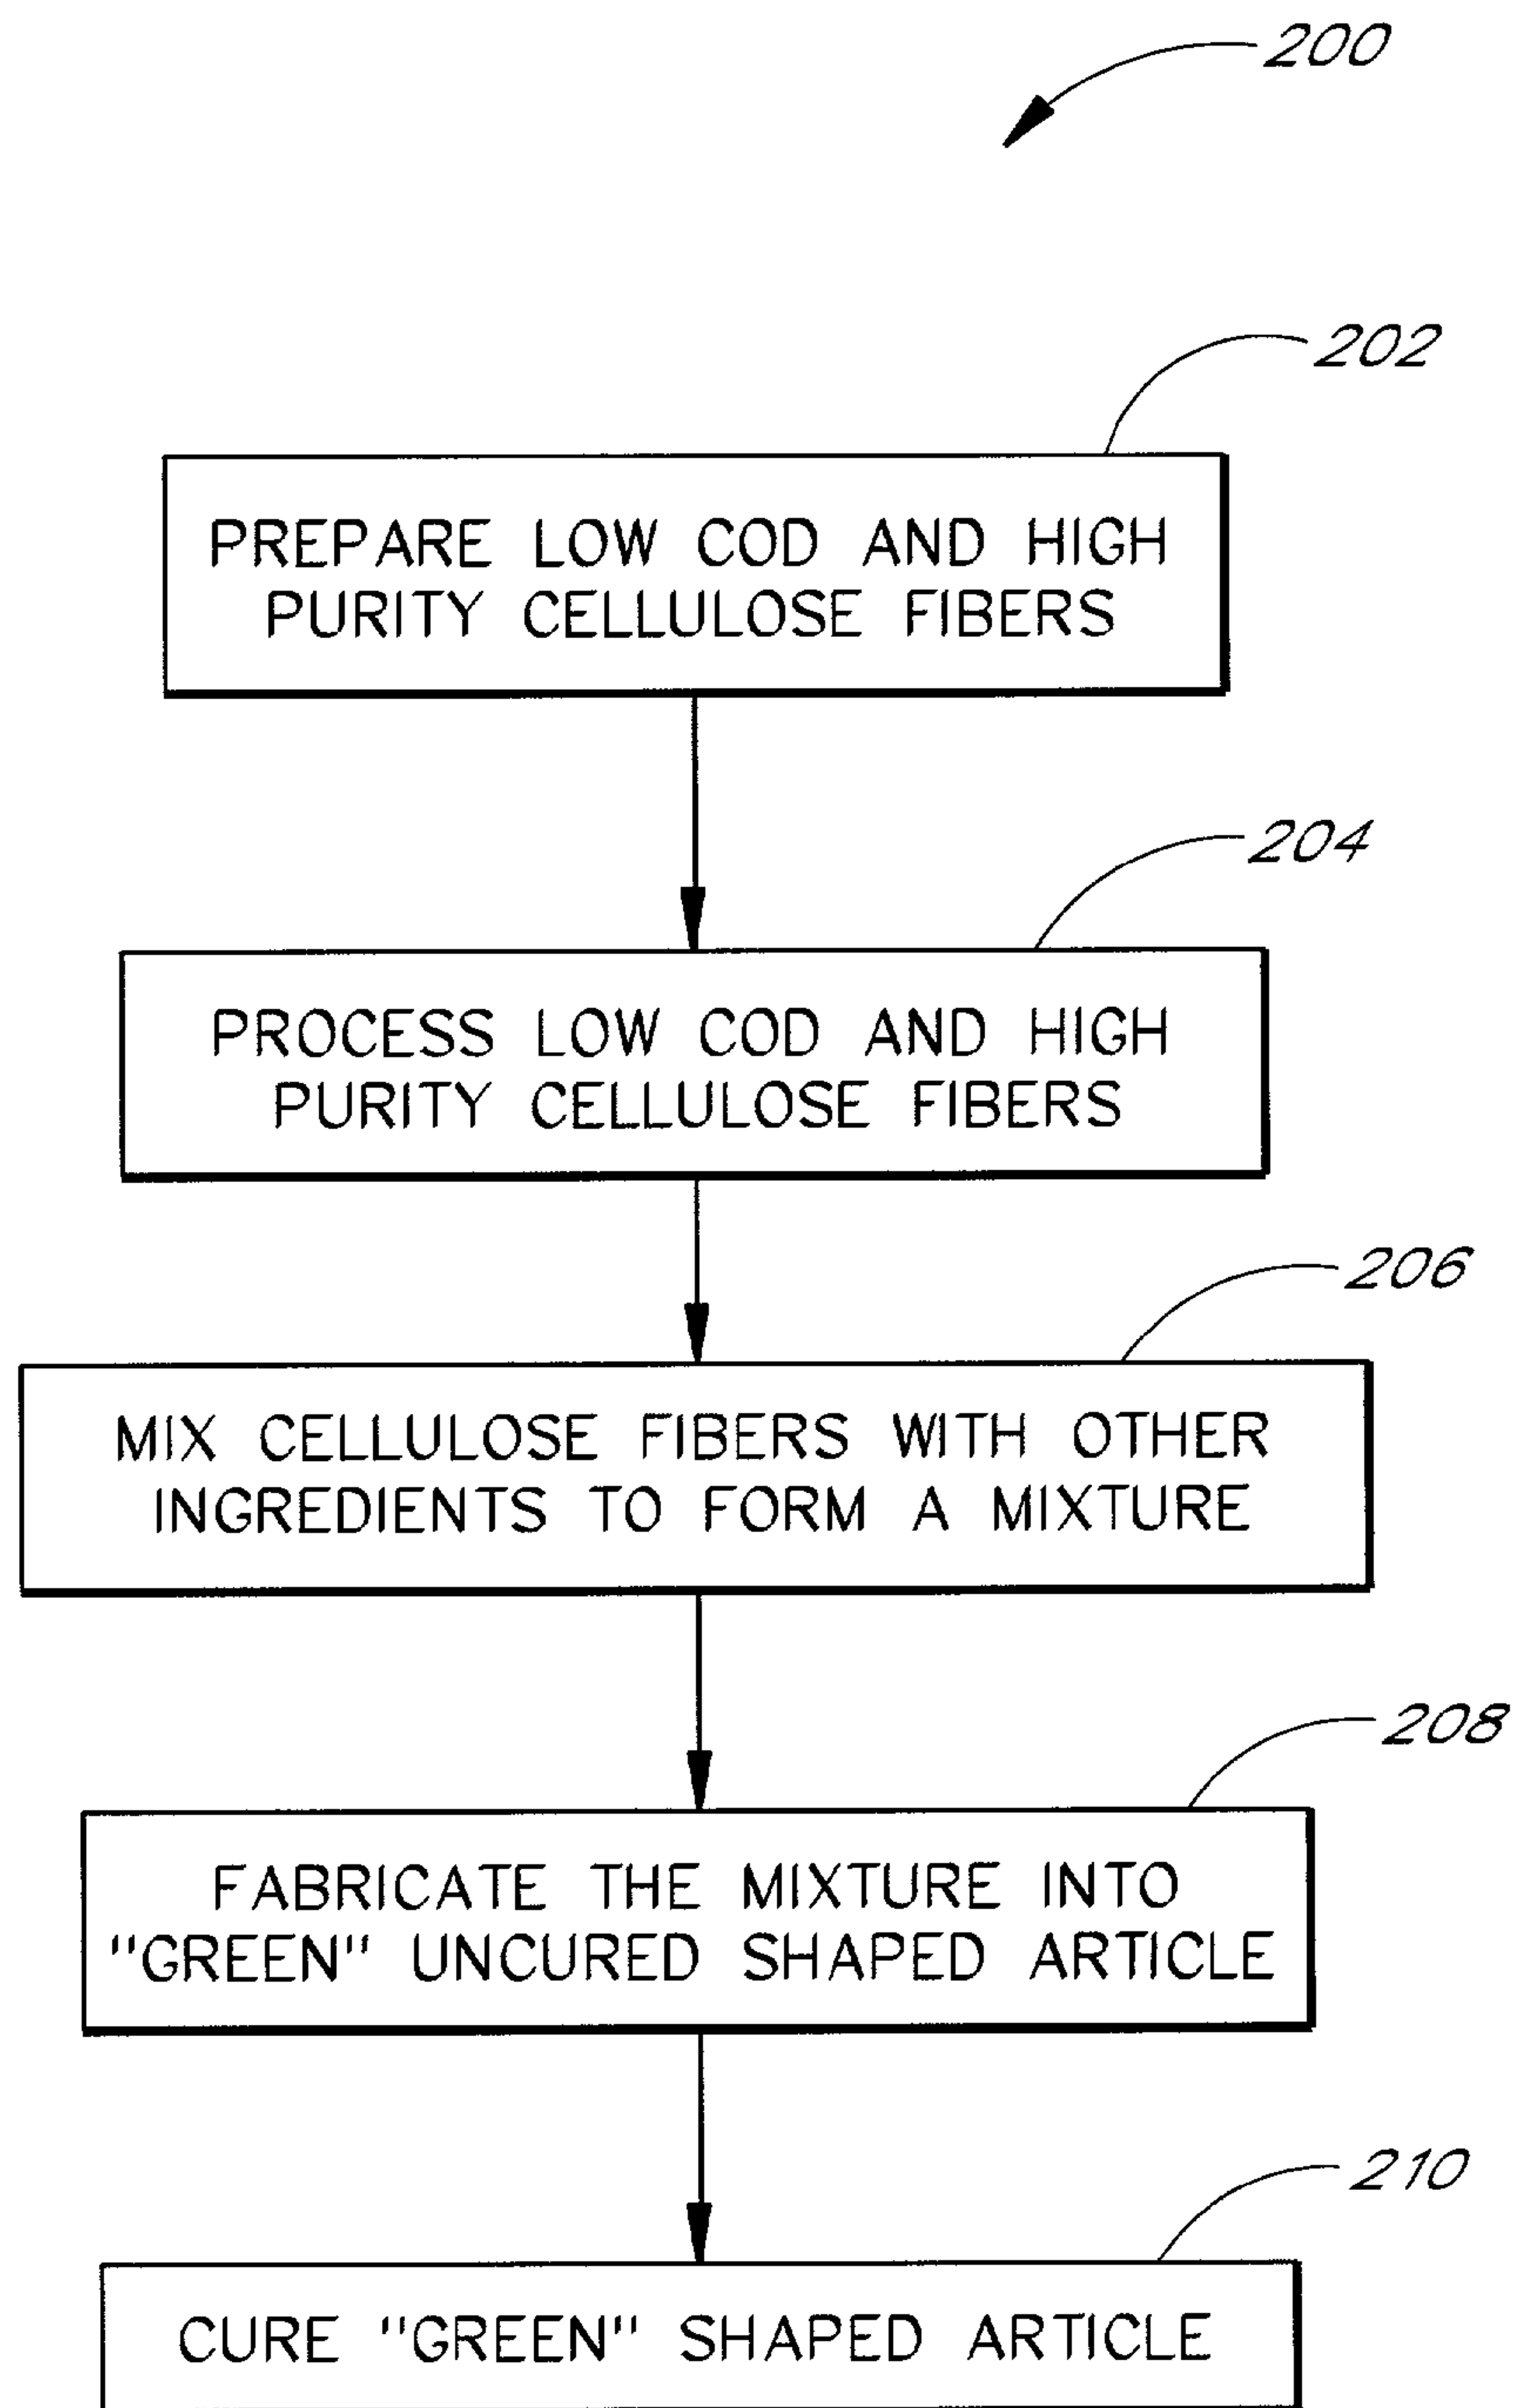 200
202
PREPARE LOW COD AND HIGH
PURITY CELLULOSE FIBERS
204
PROCESS LOW COD AND HIGH
PURITY CELLULOSE FIBERS
206
MIX CELLULOSE FIBERS WITH OTHER
INGREDIENTS TO FORM A MIXTURE
208
FABRICATE THE MIXTURE INTO
"GREEN" UNCURED SHAPED ARTICLE
210
CURE "GREEN" SHAPED ARTICLE